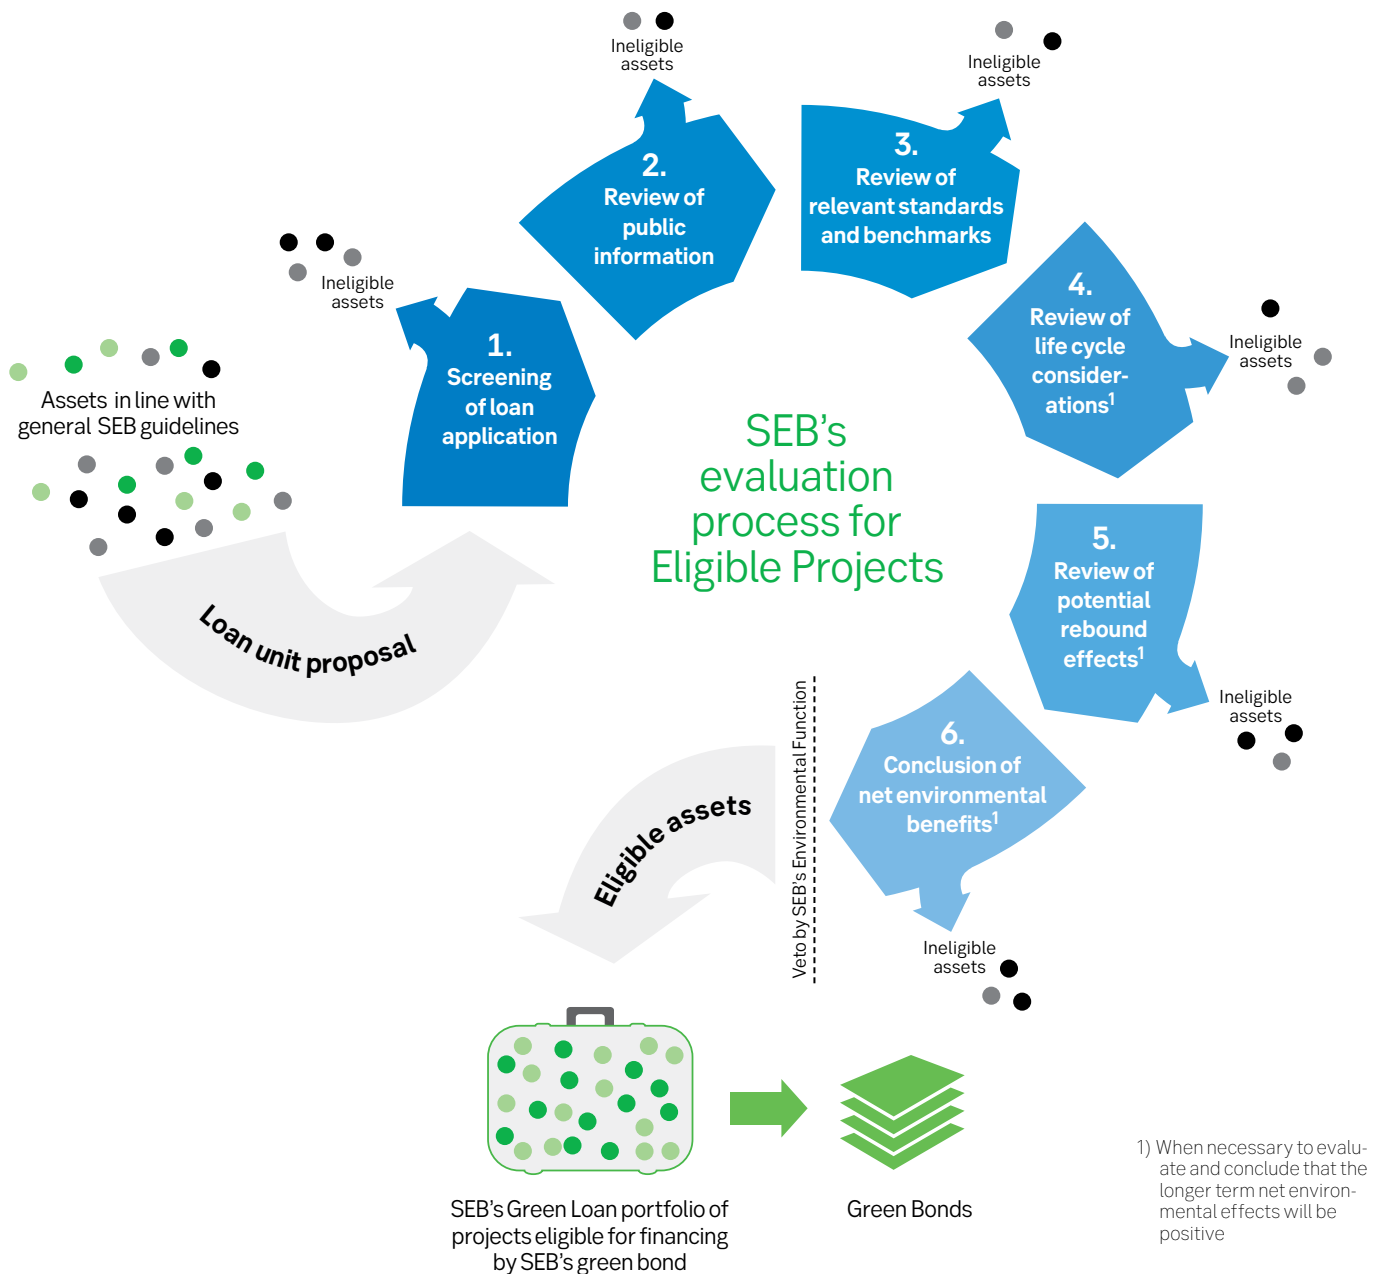 Assets in line with
general SEB guidelines
Loan unit proposal
1.
Screening
of loan
application
Ineligible
assets
2.
Review of
public
information
Ineligible
assets
3.
Review of
relevant standards
and benchmarks
Ineligible
assets
4.
Review of
life cycle
consider-
ations¹
Ineligible
assets
5.
Review of
potential
rebound
effects¹
Ineligible
assets
6.
Conclusion of
net environmental
benefits¹
Ineligible
assets
SEB's
evaluation
process for
Eligible Projects
Veto by SEB's Environmental Function
Eligible assets
SEB's Green Loan portfolio of
projects eligible for financing
by SEB's green bond
Green Bonds
1) When necessary to evalu-
ate and conclude that the
longer term net environ-
mental effects will be
positive